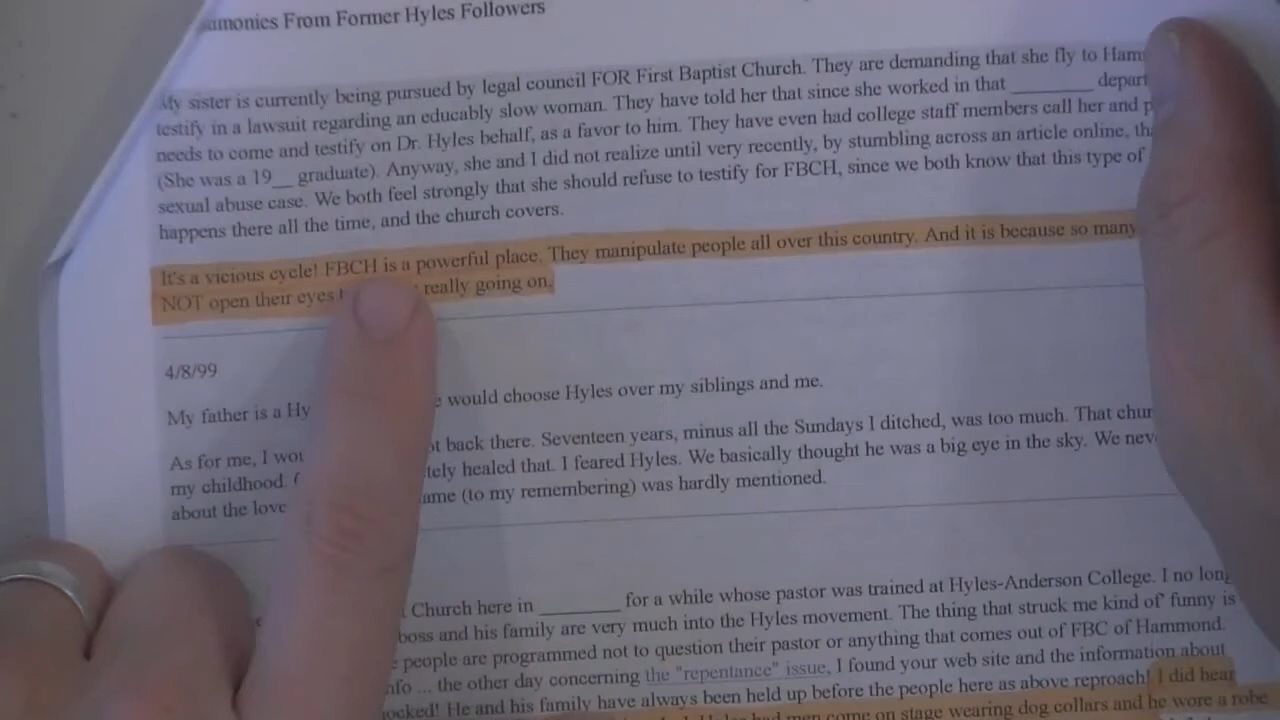 From Former Hyles Followers
My sister is currently being pursued by legal council FOR First Baptist Church. They are demanding that she fly to
testify in a lawsuit regarding an educably slow woman. They have told her that since she worked in that ________
needs to come and testify on Dr. Hyles behalf, as a favor to him. They have even had college staff members call her and
(She was a 19__ graduate). Anyway, she and I did not realize until very recently, by stumbling across an article online,
sexual abuse case. We both feel strongly that she should refuse to testify for FBCH, since we both know that this type of
happens there all the time, and the church covers.
It's a vicious cycle! FBCH is a powerful place. They manipulate people all over this country. And it is because so many
NOT open their eyes really going on.
4/8/99
My father is a would choose Hyles over my siblings and me.
As for me, I back there. Seventeen years, minus all the Sundays I ditched, was too much. That
my childhood. healed that. I feared Hyles. We basically thought he was a big eye in the sky. We
about the love (to my remembering) was hardly mentioned.
Church here in ________ for a while whose pastor was trained at Hyles-Anderson College. I no
boss and his family are very much into the Hyles movement. The thing that struck me kind of funny is
people are programmed not to question their pastor or anything that comes out of FBC of Hammond.
... the other day concerning the "repentance" issue, I found your web site and the information about
He and his family have always been held up before the people here as above reproach! I did hear
men come on stage wearing dog collars and he wore a robe